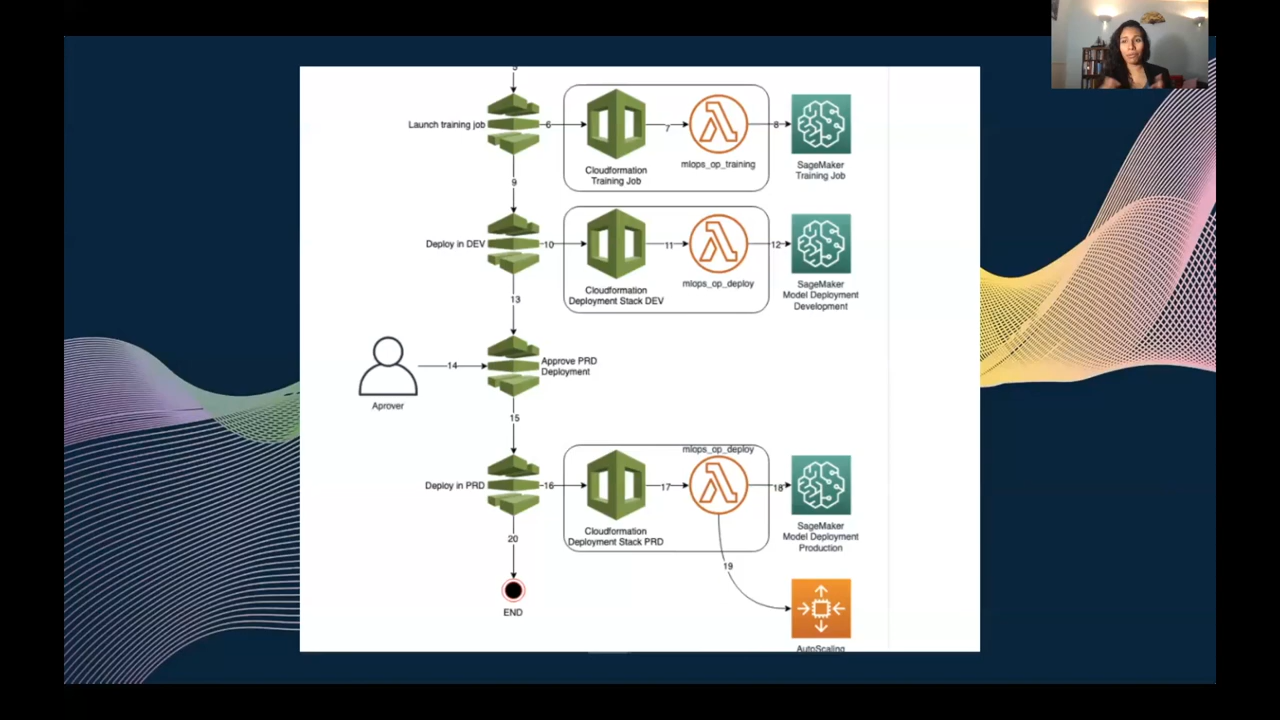 Launch training job
6
7
8
Cloudformation
Training Job
mlops_op_training
SageMaker
Training Job
9
Deploy in DEV
10
11
12
Cloudformation
Deployment Stack DEV
mlops_op_deploy
SageMaker
Model Deployment
Development
13
14
Approve PRD
Deployment
Aprover
15
mlops_op_deploy
Deploy in PRD
16
17
18
Cloudformation
Deployment Stack PRD
SageMaker
Model Deployment
Production
20
19
END
AutoScaling